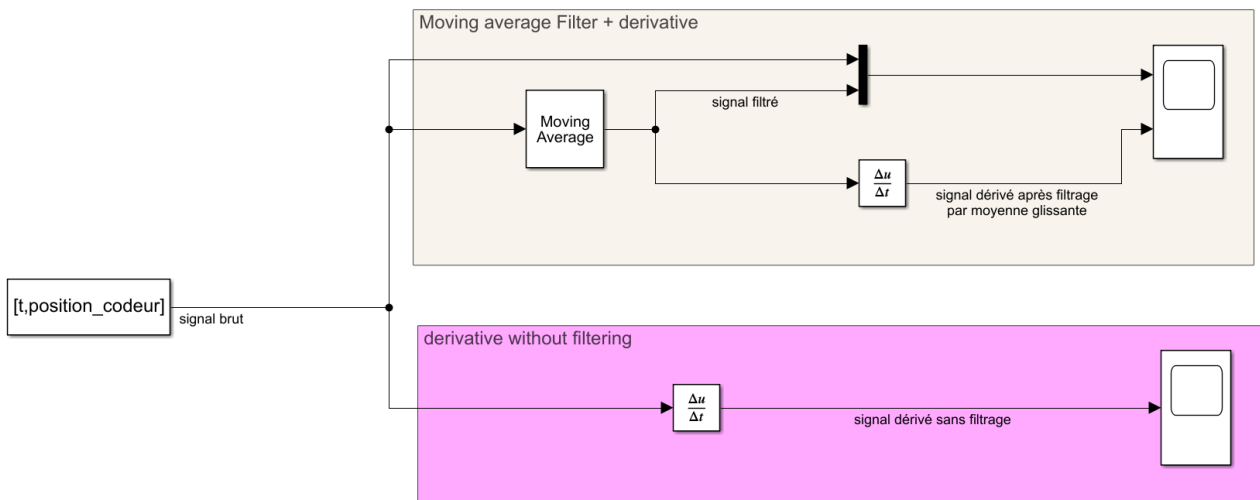 Moving average Filter + derivative
signal filtré
Moving
Average
Δu
Δt
signal dérivé après filtrage
par moyenne glissante
[t,position_codeur]
signal brut
derivative without filtering
Δu
Δt
signal dérivé sans filtrage